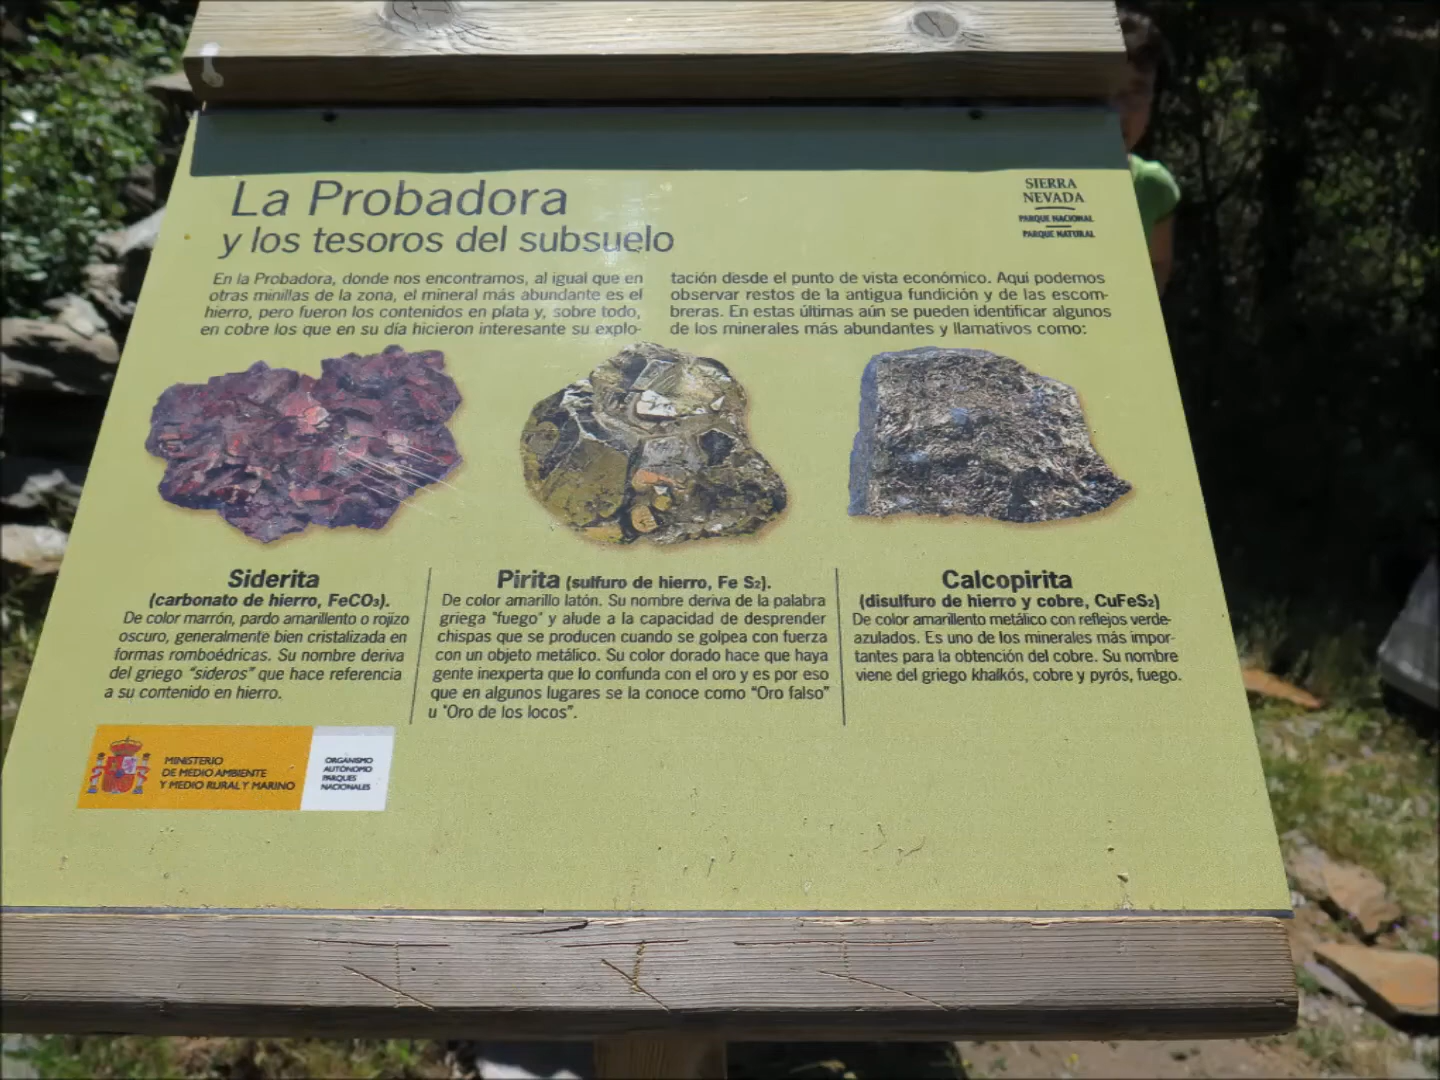 La Probadora
y los tesoros del subsuelo
SIERRA
NEVADA
PARQUE NACIONAL
PARQUE NATURAL
En la Probadora, donde nos encontramos, al igual que en
otras minillas de la zona, el mineral más abundante es el
hierro, pero fueron los contenidos en plata y, sobre todo,
en cobre los que en su día hicieron interesante su explo-
tación desde el punto de vista económico. Aquí podemos
observar restos de la antigua fundición y de las escom-
breras. En estas últimas aún se pueden identificar algunos
de los minerales más abundantes y llamativos como:
Siderita
(carbonato de hierro, FeCO₃).
De color marrón, pardo amarillento o rojizo
oscuro, generalmente bien cristalizada en
formas romboédricas. Su nombre deriva
del griego "sideros" que hace referencia
a su contenido en hierro.
Pirita (sulfuro de hierro, Fe S₂).
De color amarillo latón. Su nombre deriva de la palabra
griega "fuego" y alude a la capacidad de desprender
chispas que se producen cuando se golpea con fuerza
con un objeto metálico. Su color dorado hace que haya
gente inexperta que lo confunda con el oro y es por eso
que en algunos lugares se la conoce como "Oro falso"
u "Oro de los locos".
Calcopirita
(disulfuro de hierro y cobre, CuFeS₂)
De color amarillento metálico con reflejos verde-
azulados. Es uno de los minerales más impor-
tantes para la obtención del cobre. Su nombre
viene del griego khalkós, cobre y pyrós, fuego.
MINISTERIO
DE MEDIO AMBIENTE
Y MEDIO RURAL Y MARINO
ORGANISMO
AUTÓNOMO
PARQUES
NACIONALES